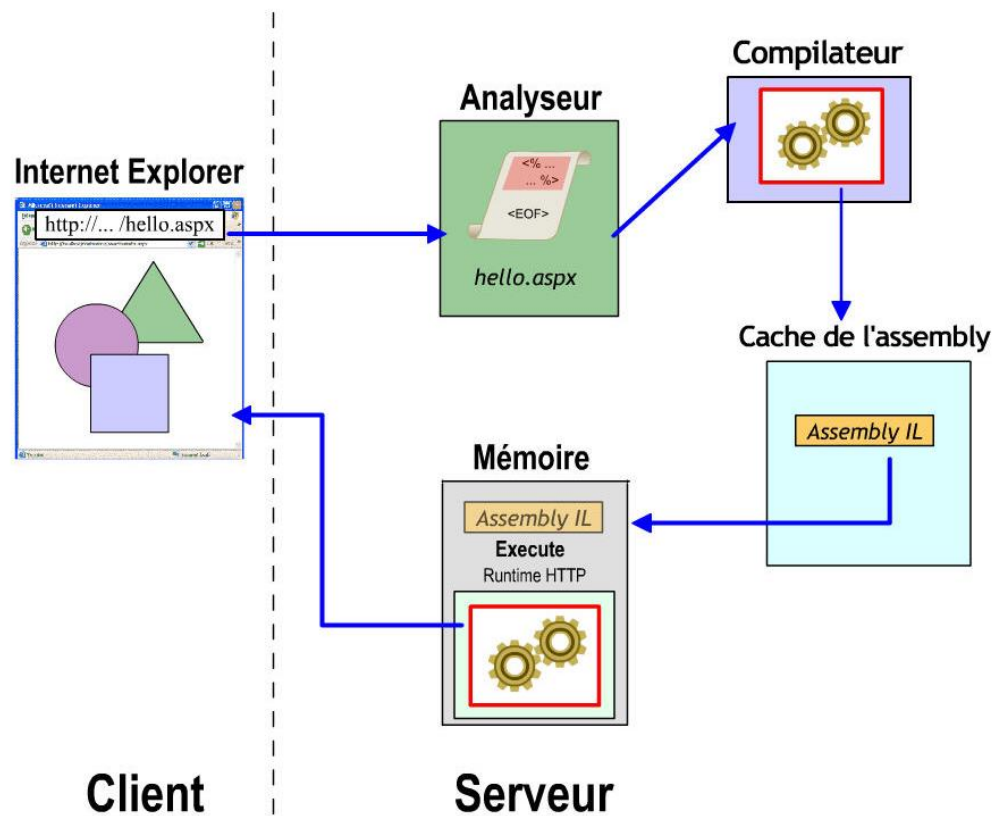 Compilateur
Analyseur
<% ...
... %>
<EOF>
hello.aspx
Internet Explorer
http://... /hello.aspx
Cache de l'assembly
Assembly IL
Mémoire
Assembly IL
Execute
Runtime HTTP
Client
Serveur